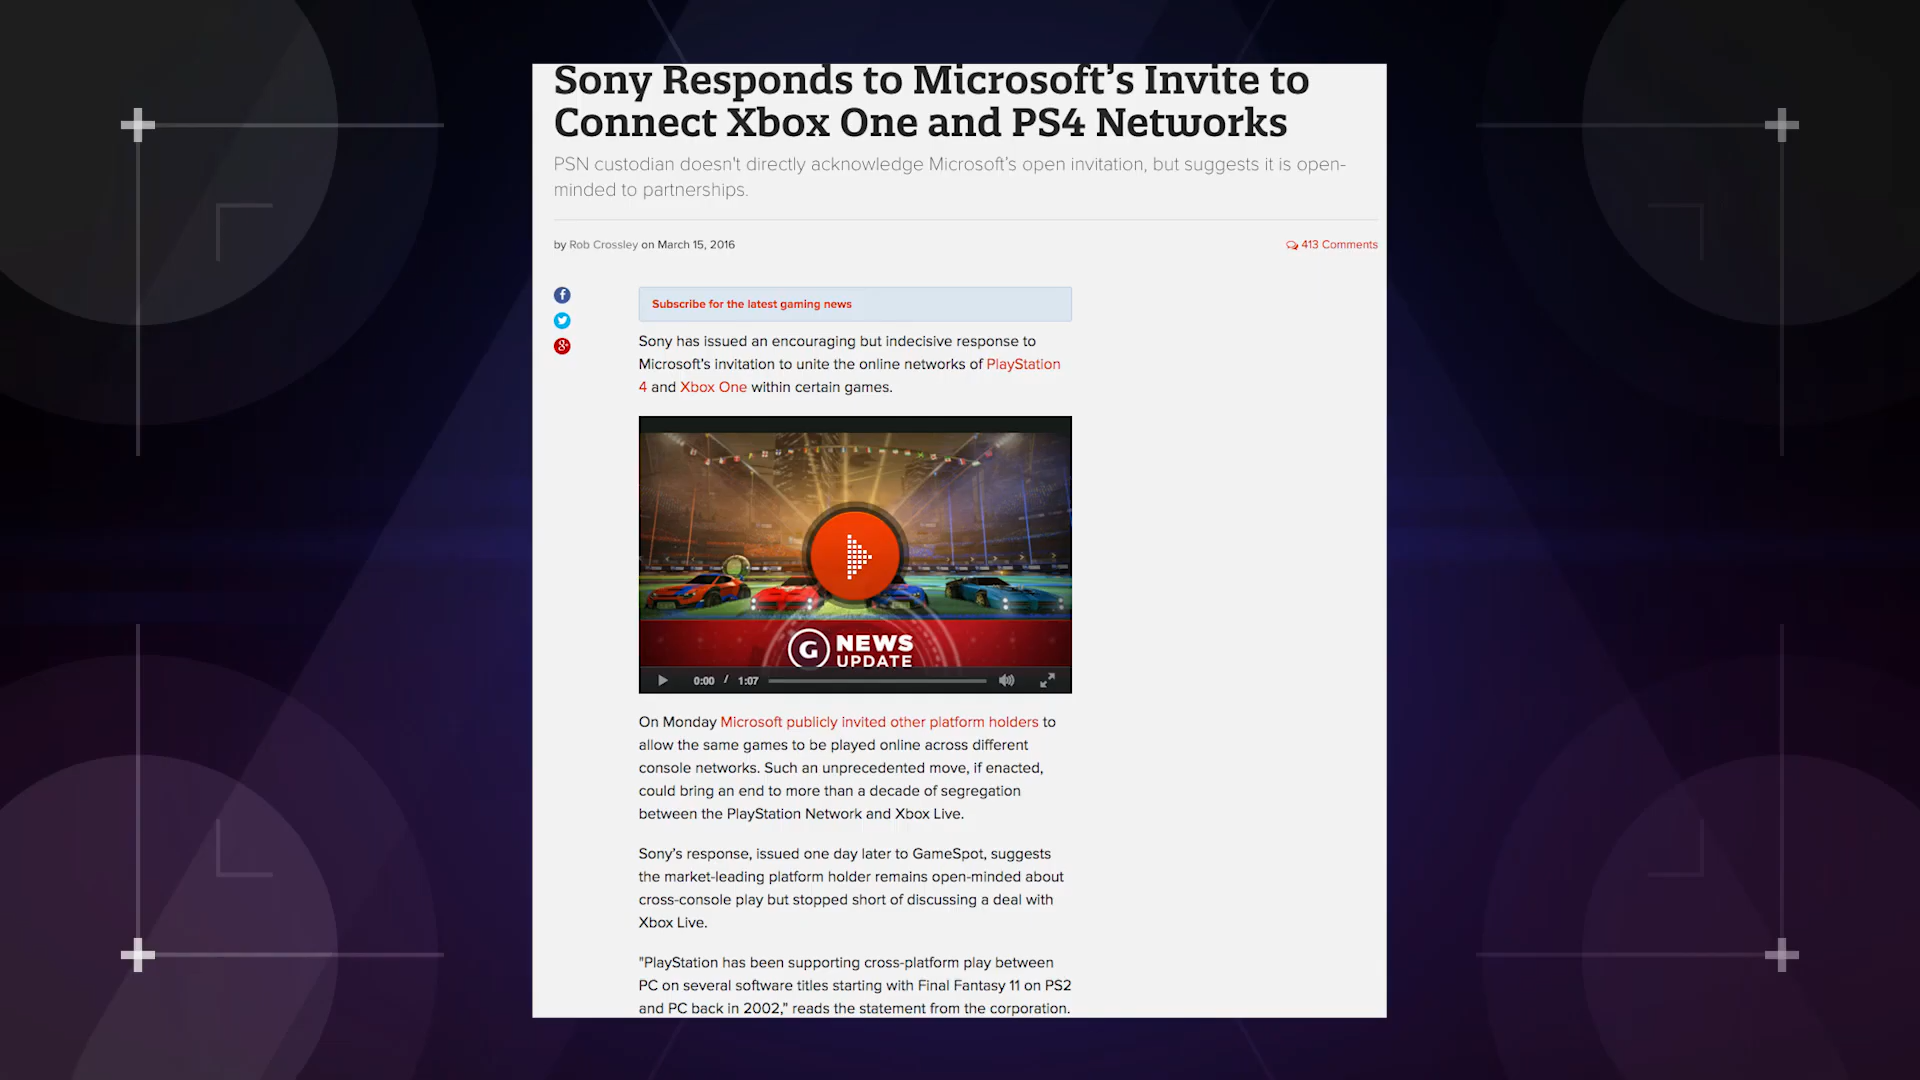 Sony Responds to Microsoft's Invite to
Connect Xbox One and PS4 Networks
PSN custodian doesn't directly acknowledge Microsoft's open invitation, but suggests it is open-
minded to partnerships.
by Rob Crossley on March 15, 2016
413 Comments
Subscribe for the latest gaming news
Sony has issued an encouraging but indecisive response to
Microsoft's invitation to unite the online networks of PlayStation
4 and Xbox One within certain games.
G NEWS
UPDATE
0:00 / 1:07
On Monday Microsoft publicly invited other platform holders to
allow the same games to be played online across different
console networks. Such an unprecedented move, if enacted,
could bring an end to more than a decade of segregation
between the PlayStation Network and Xbox Live.
Sony's response, issued one day later to GameSpot, suggests
the market-leading platform holder remains open-minded about
cross-console play but stopped short of discussing a deal with
Xbox Live.
"PlayStation has been supporting cross-platform play between
PC on several software titles starting with Final Fantasy 11 on PS2
and PC back in 2002," reads the statement from the corporation.